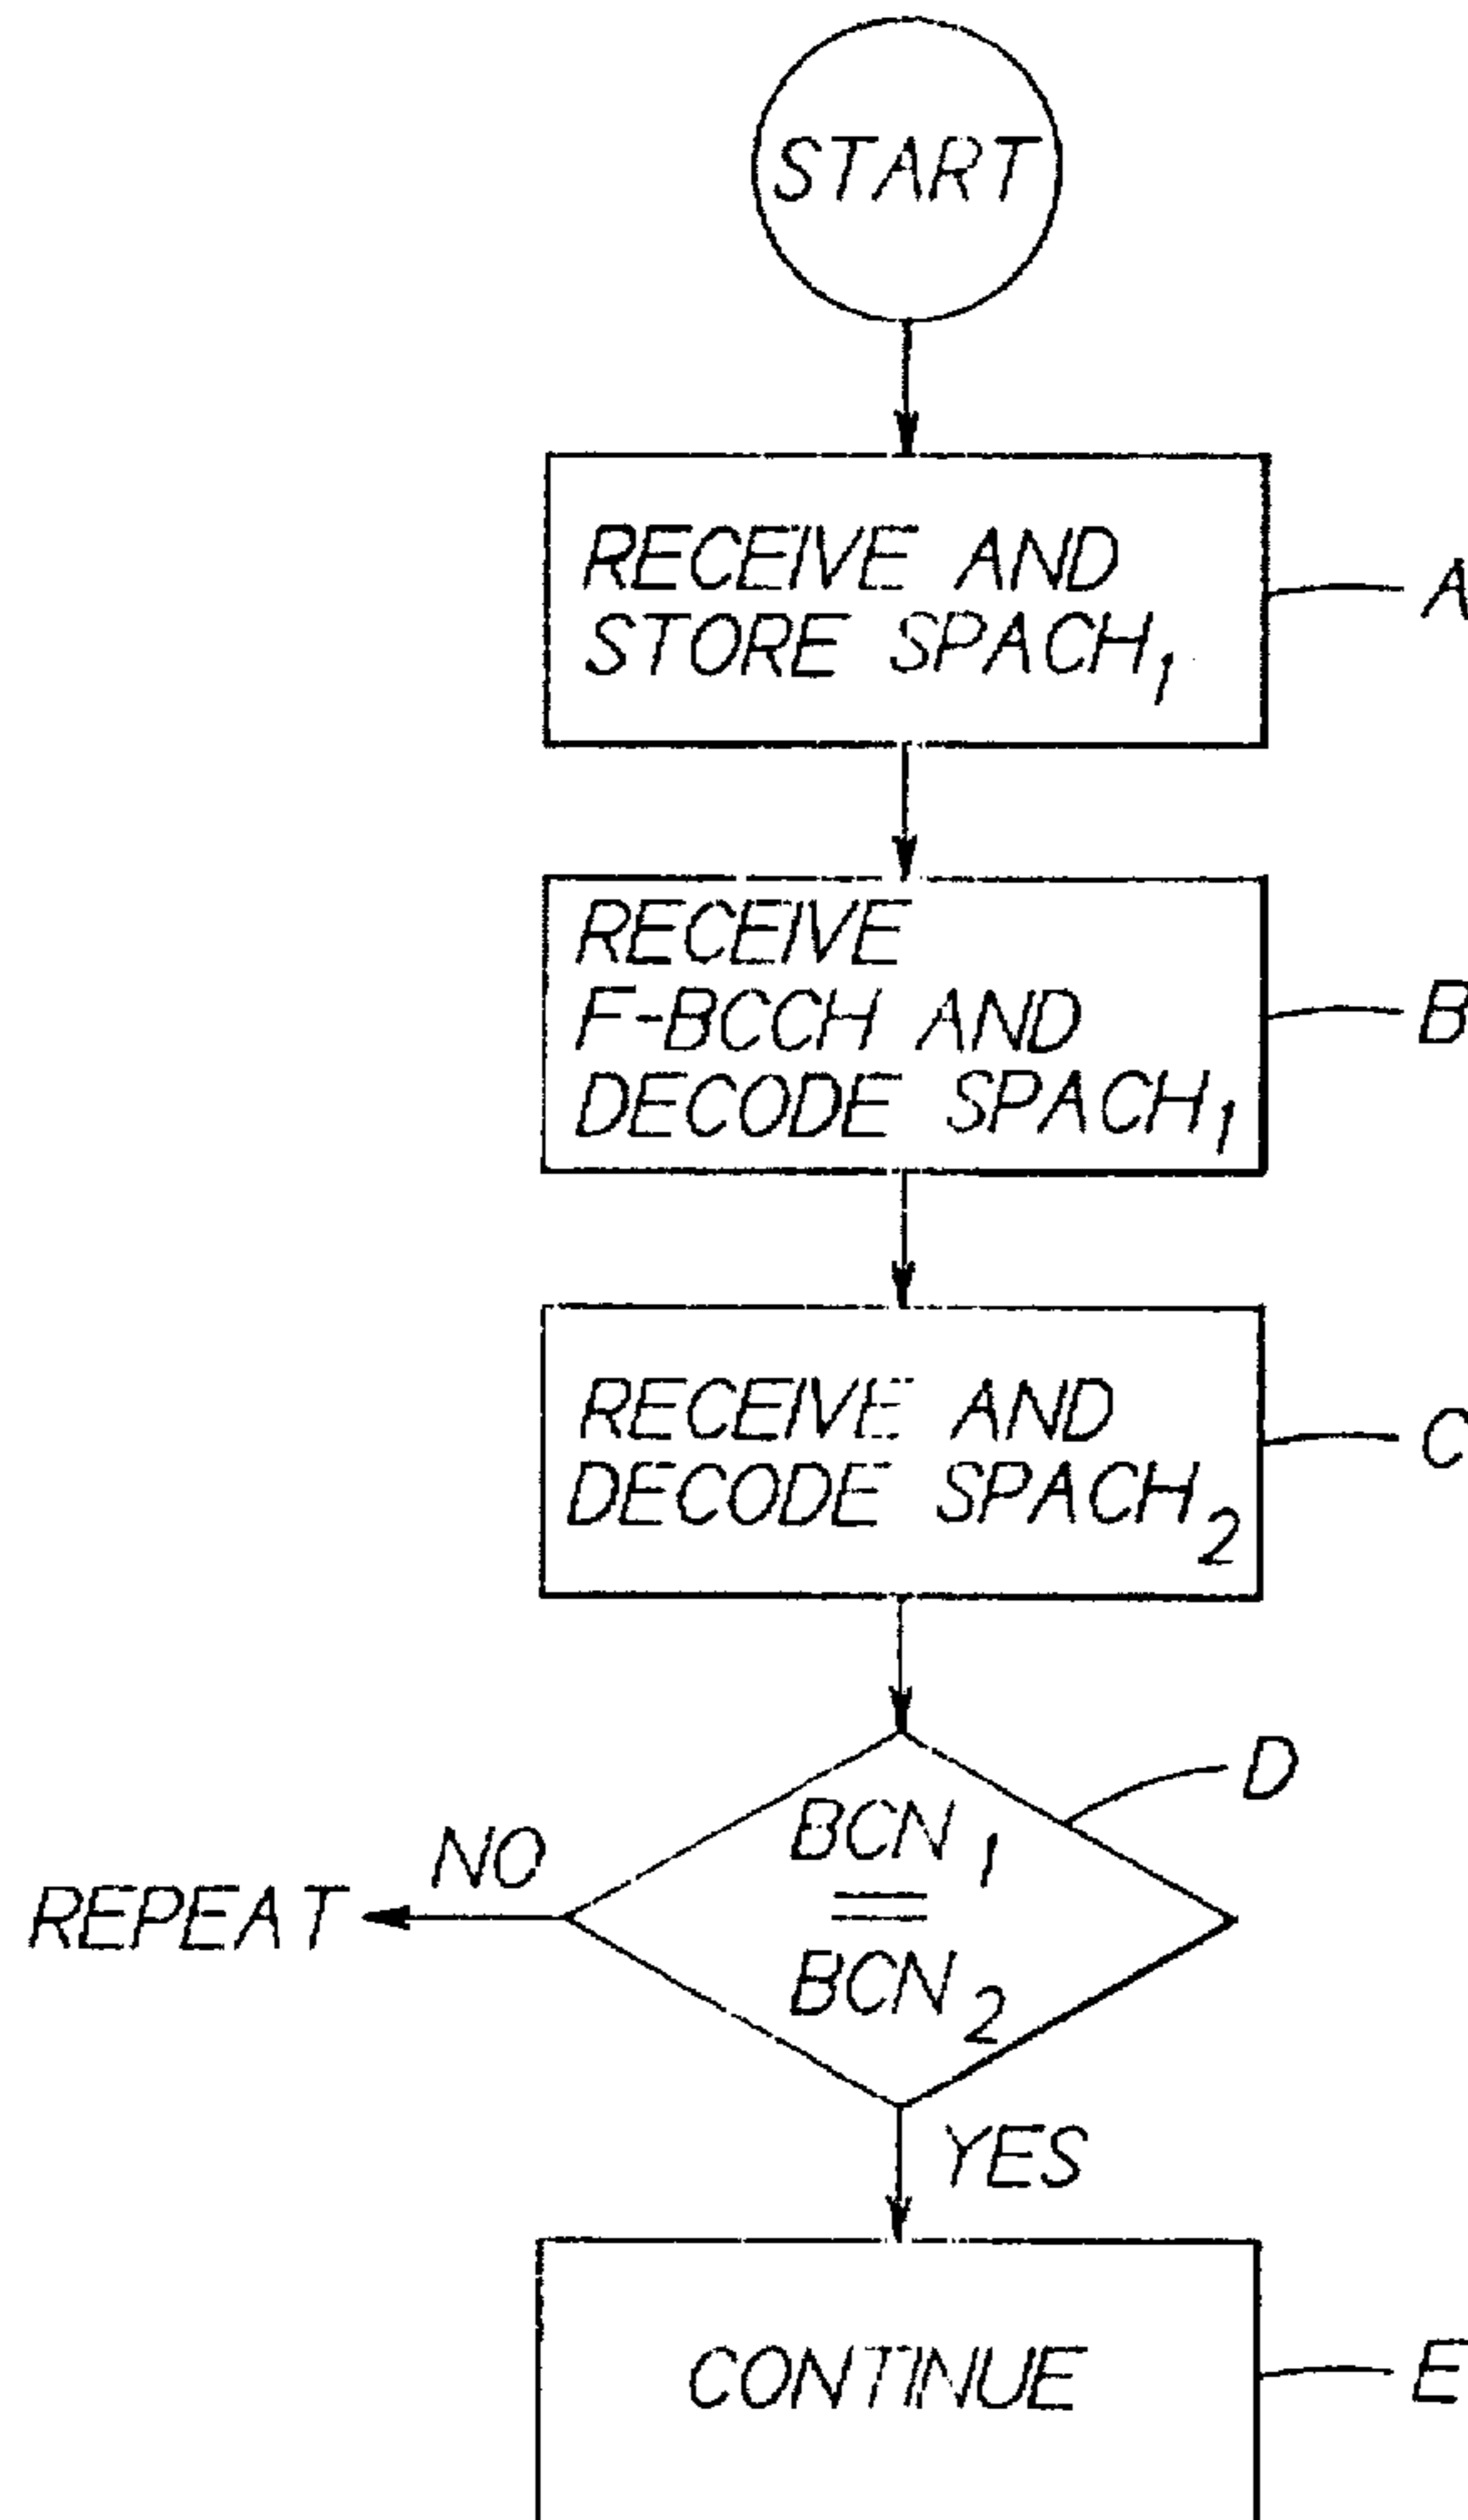 START
RECEIVE AND
STORE SPACH₁
A
RECEIVE
F-BCCH AND
DECODE SPACH₁
B
RECEIVE AND
DECODE SPACH₂
C
D
BCN₁
=
BCN₂
NO
REPEAT
YES
CONTINUE
E